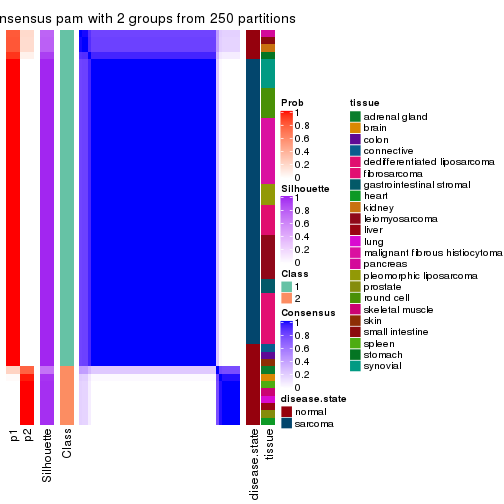 nsensus pam with 2 groups from 250 partitions
Prob
1
0.8
0.6
0.4
0.2
0
Silhouette
1
0.8
0.6
0.4
0.2
0
Class
1
2
Consensus
1
0.8
0.6
0.4
0.2
0
disease.state
normal
sarcoma
tissue
adrenal gland
brain
colon
connective
dedifferentiated liposarcoma
fibrosarcoma
gastrointestinal stromal
heart
kidney
leiomyosarcoma
liver
lung
malignant fibrous histiocytoma
pancreas
pleomorphic liposarcoma
prostate
round cell
skeletal muscle
skin
small intestine
spleen
stomach
synovial
p1
p2
Silhouette
Class
disease.state
tissue